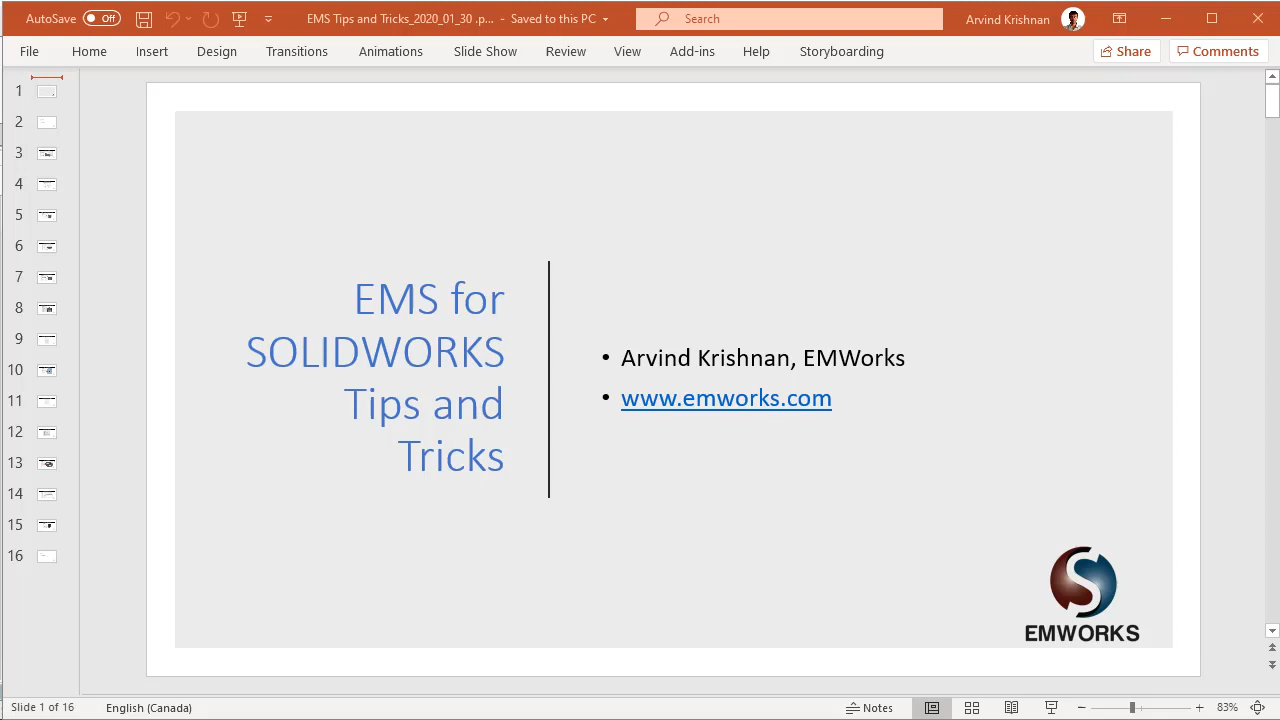 AutoSave Off EMS Tips and Tricks_2020_01_30 .p... - Saved to this PC Search Arvind Krishnan
File Home Insert Design Transitions Animations Slide Show Review View Add-ins Help Storyboarding Share Comments
1
2
3
4
5
6
7
8
9
10
11
12
13
14
15
16
EMS for
SOLIDWORKS
Tips and
Tricks
• Arvind Krishnan, EMWorks
• www.emworks.com
S
EMWORKS
Slide 1 of 16 English (Canada) Notes 83%